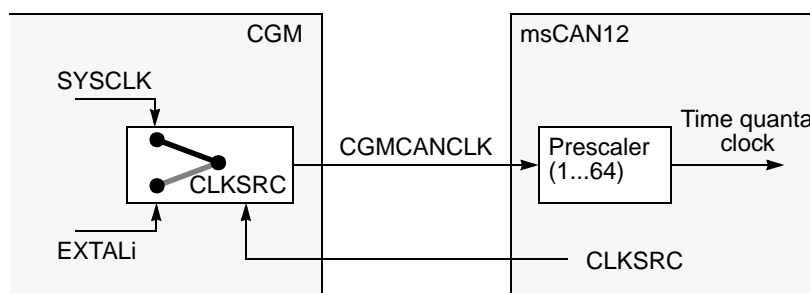 CGM
msCAN12
SYSCLK
CLKSRC
EXTALi
CGMCANCLK
Prescaler
(1...64)
Time quanta
clock
CLKSRC